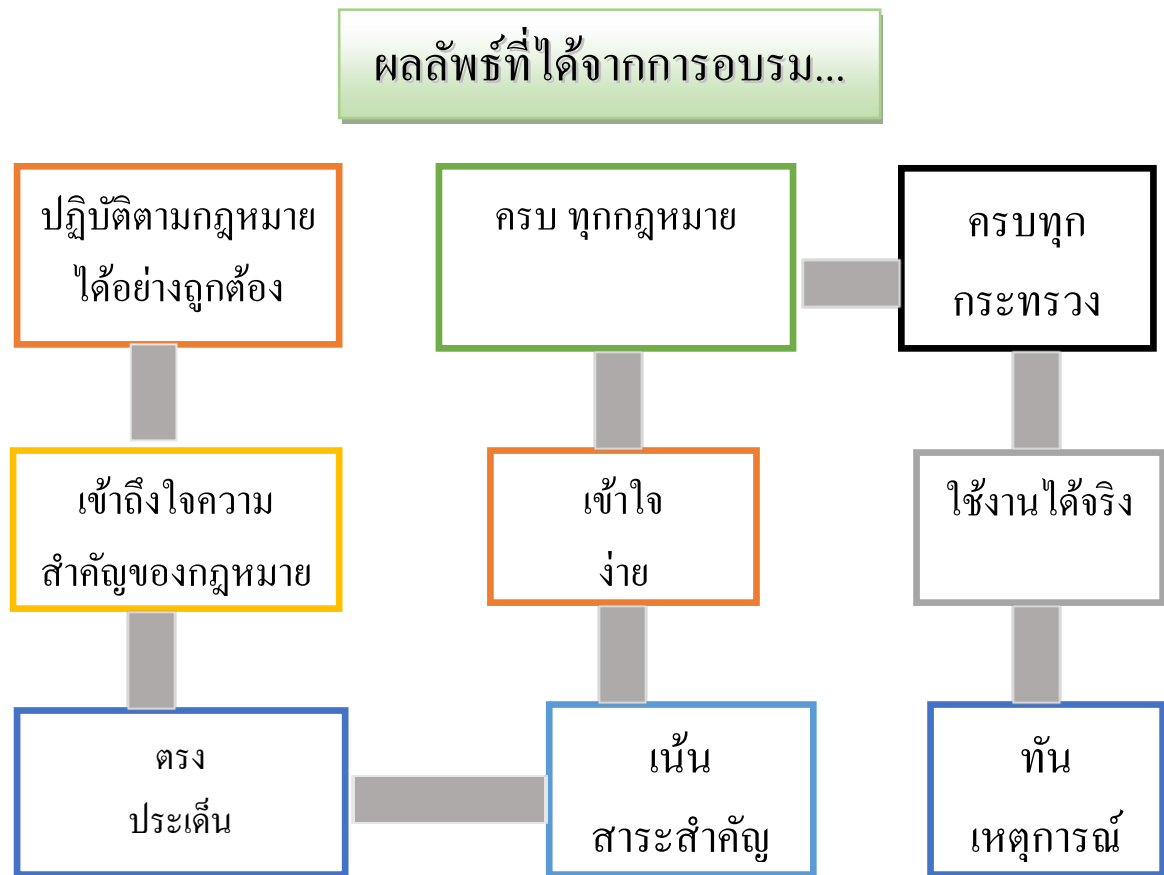 ผลลัพธ์ที่ได้จากการอบรม...
ปฏิบัติตามกฎหมาย
ได้อย่างถูกต้อง
เข้าถึงใจความ
สำคัญของกฎหมาย
ตรง
ประเด็น
เน้น
สาระสำคัญ
เข้าใจ
ง่าย
ครบ ทุกกฎหมาย
ครบทุก
กระทรวง
ใช้งานได้จริง
ทัน
เหตุการณ์